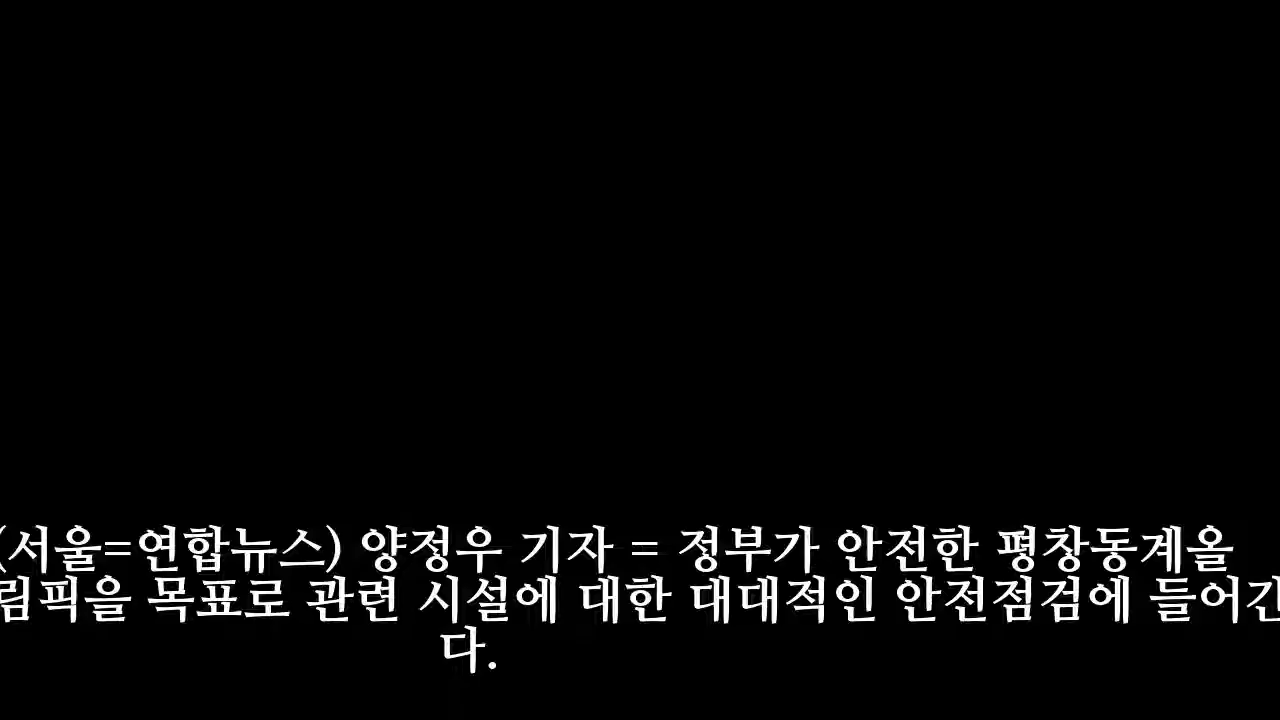 (서울=연합뉴스) 양정우 기자 = 정부가 안전한 평창동계올
림픽을 목표로 관련 시설에 대한 대대적인 안전점검에 들어간
다.